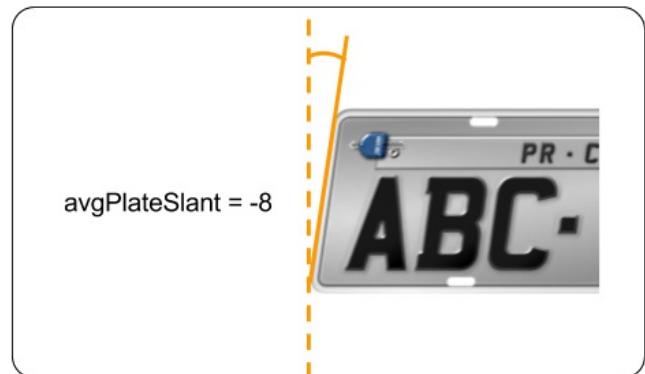 PR · C
avgPlateSlant = -8
ABC·